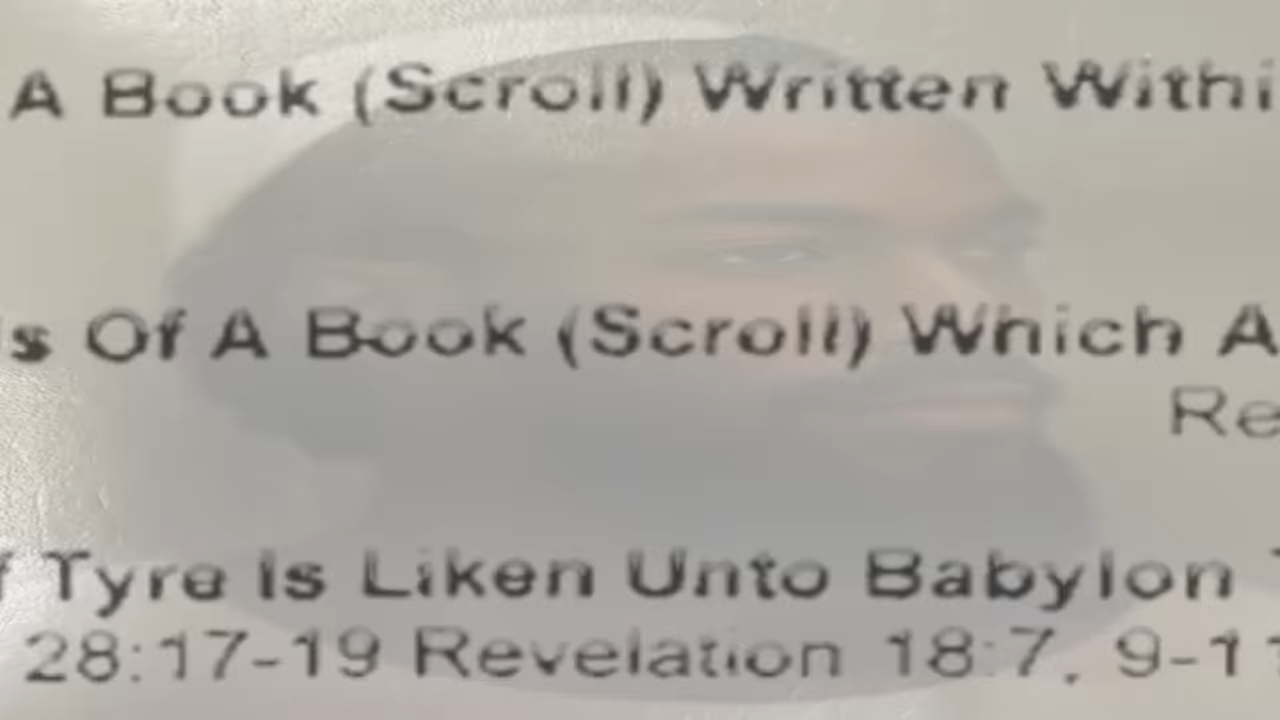 A Book (Scroll) Written Withi
s Of A Book (Scroll) Which A
Re
f Tyre Is Liken Unto Babylon
28:17-19 Revelation 18:7, 9-11